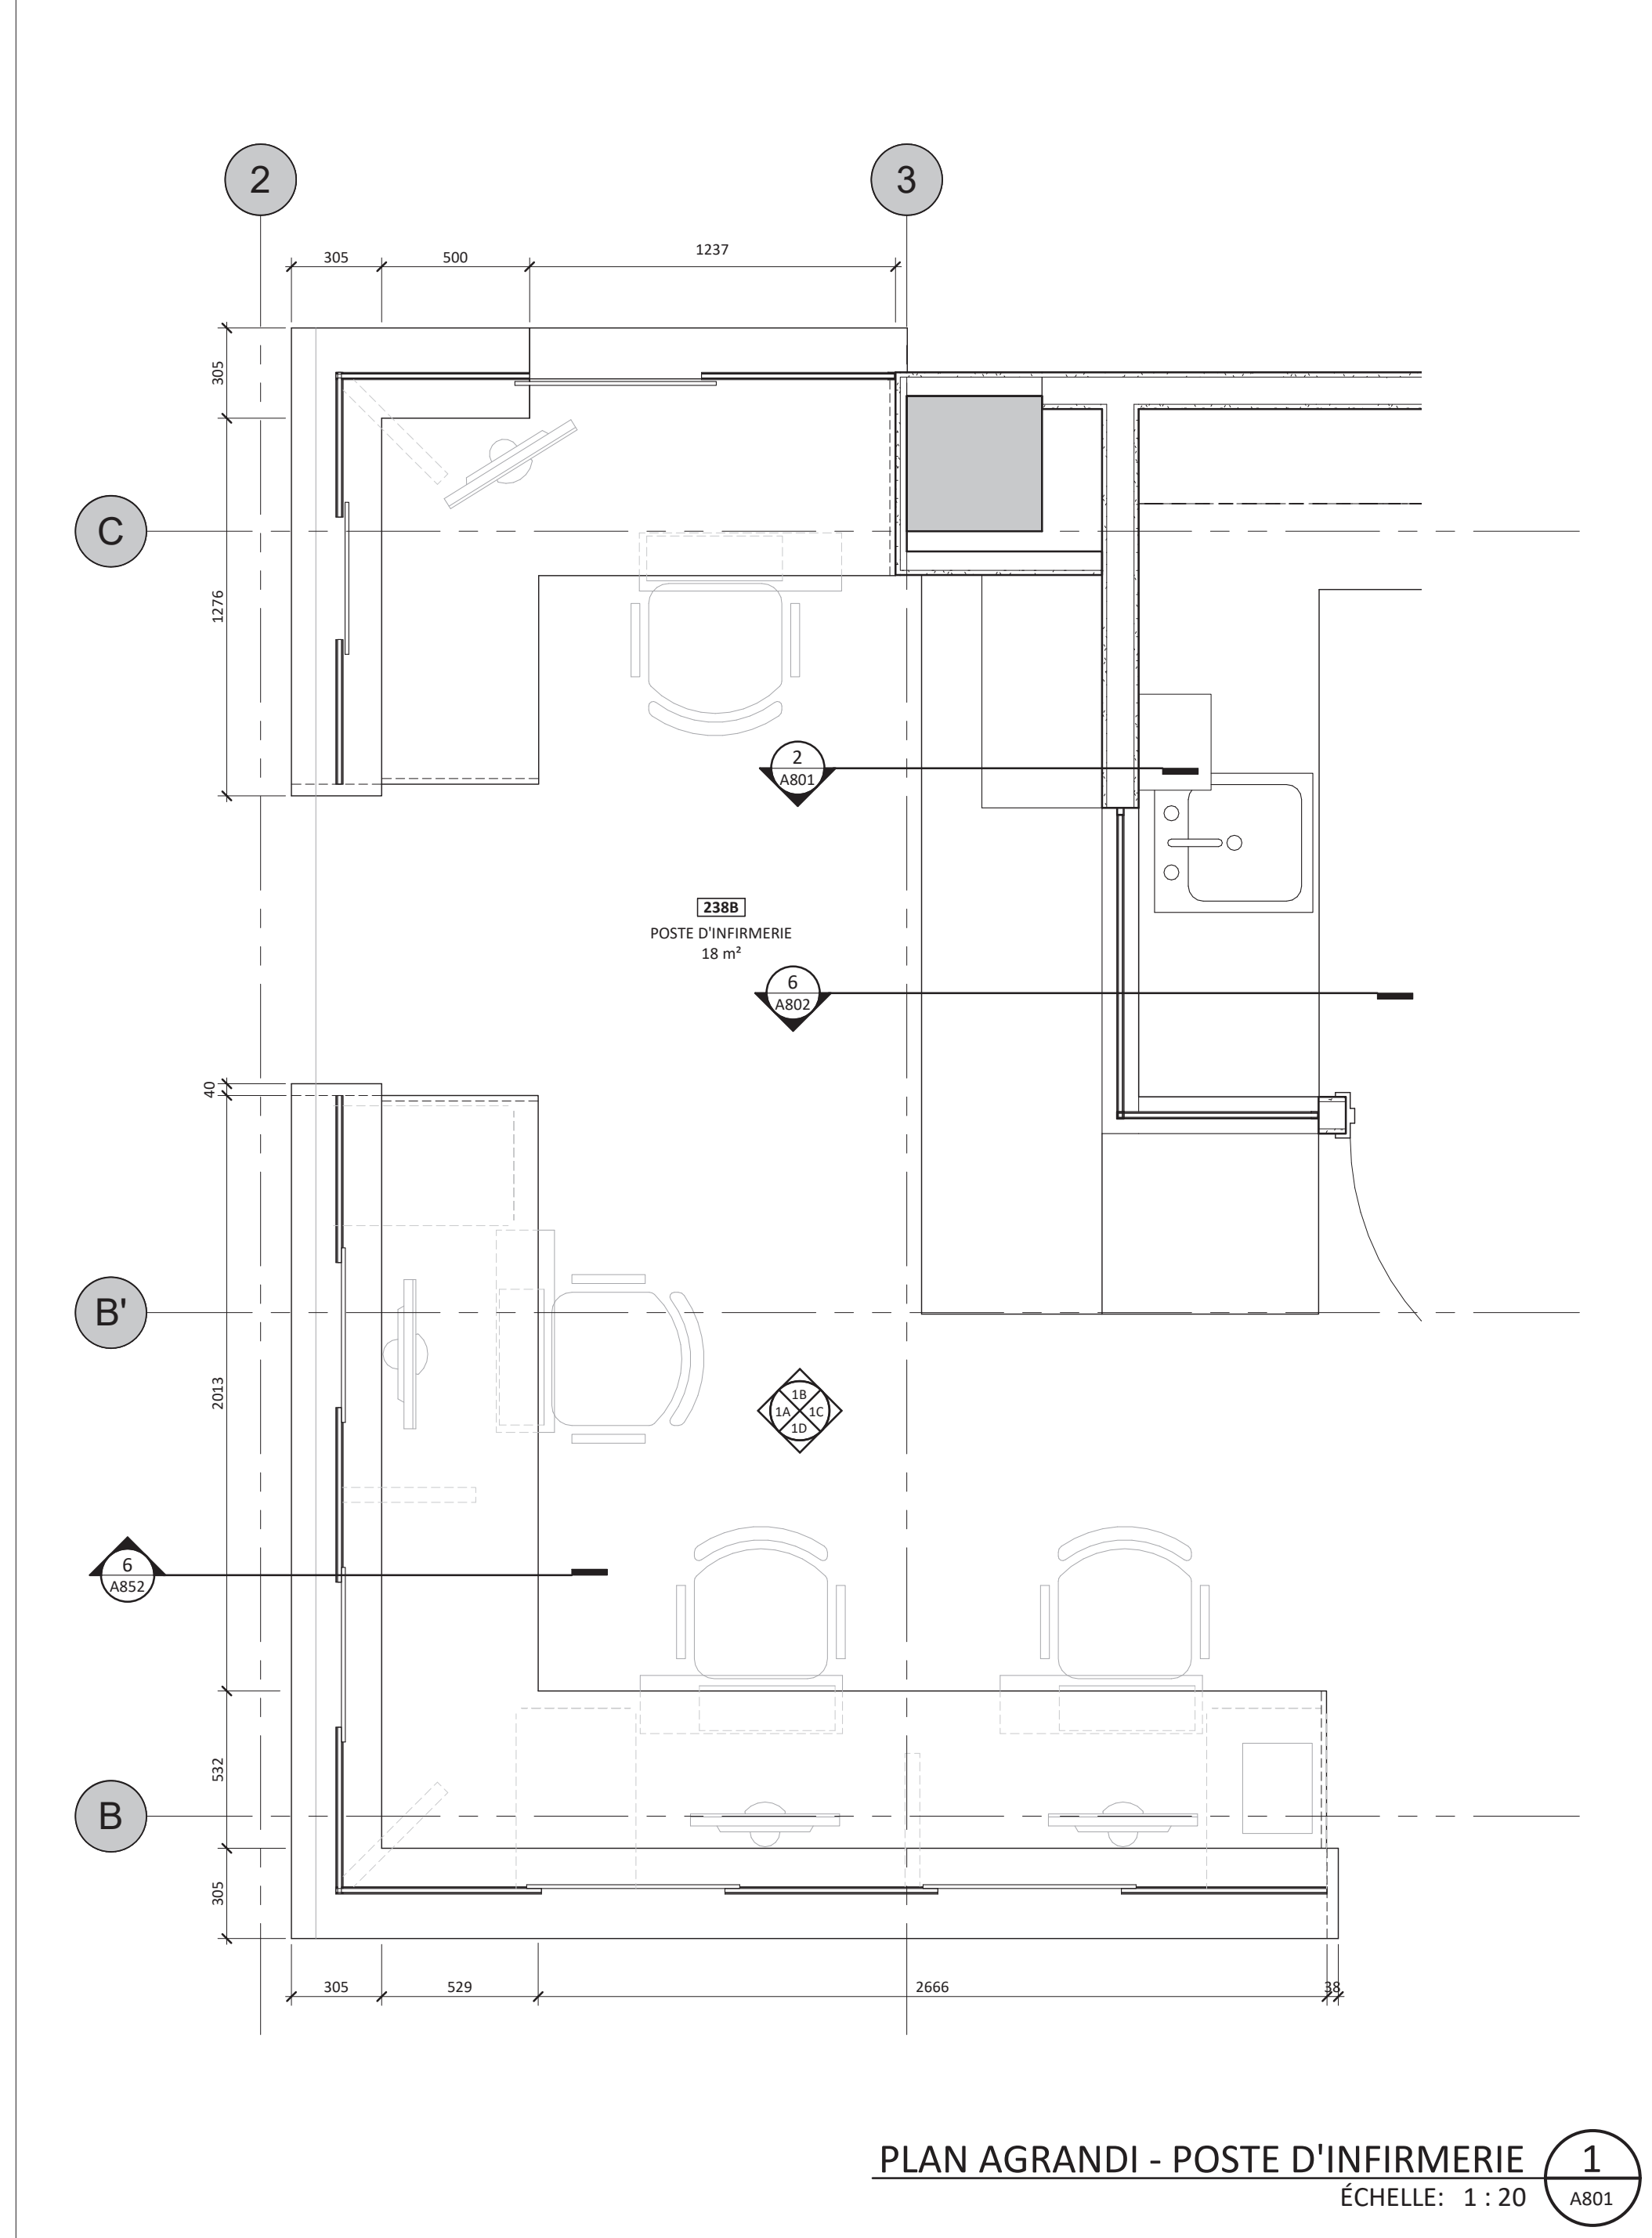 2
3
305
500
1237
305
C
1276
2
A801
238B
POSTE D'INFIRMERIE
18 m²
6
A802
40
B'
2013
1B
1A
1C
1D
6
A852
532
B
305
305
529
2666
38
PLAN AGRANDI - POSTE D'INFIRMERIE
1
ÉCHELLE: 1 : 20
A801